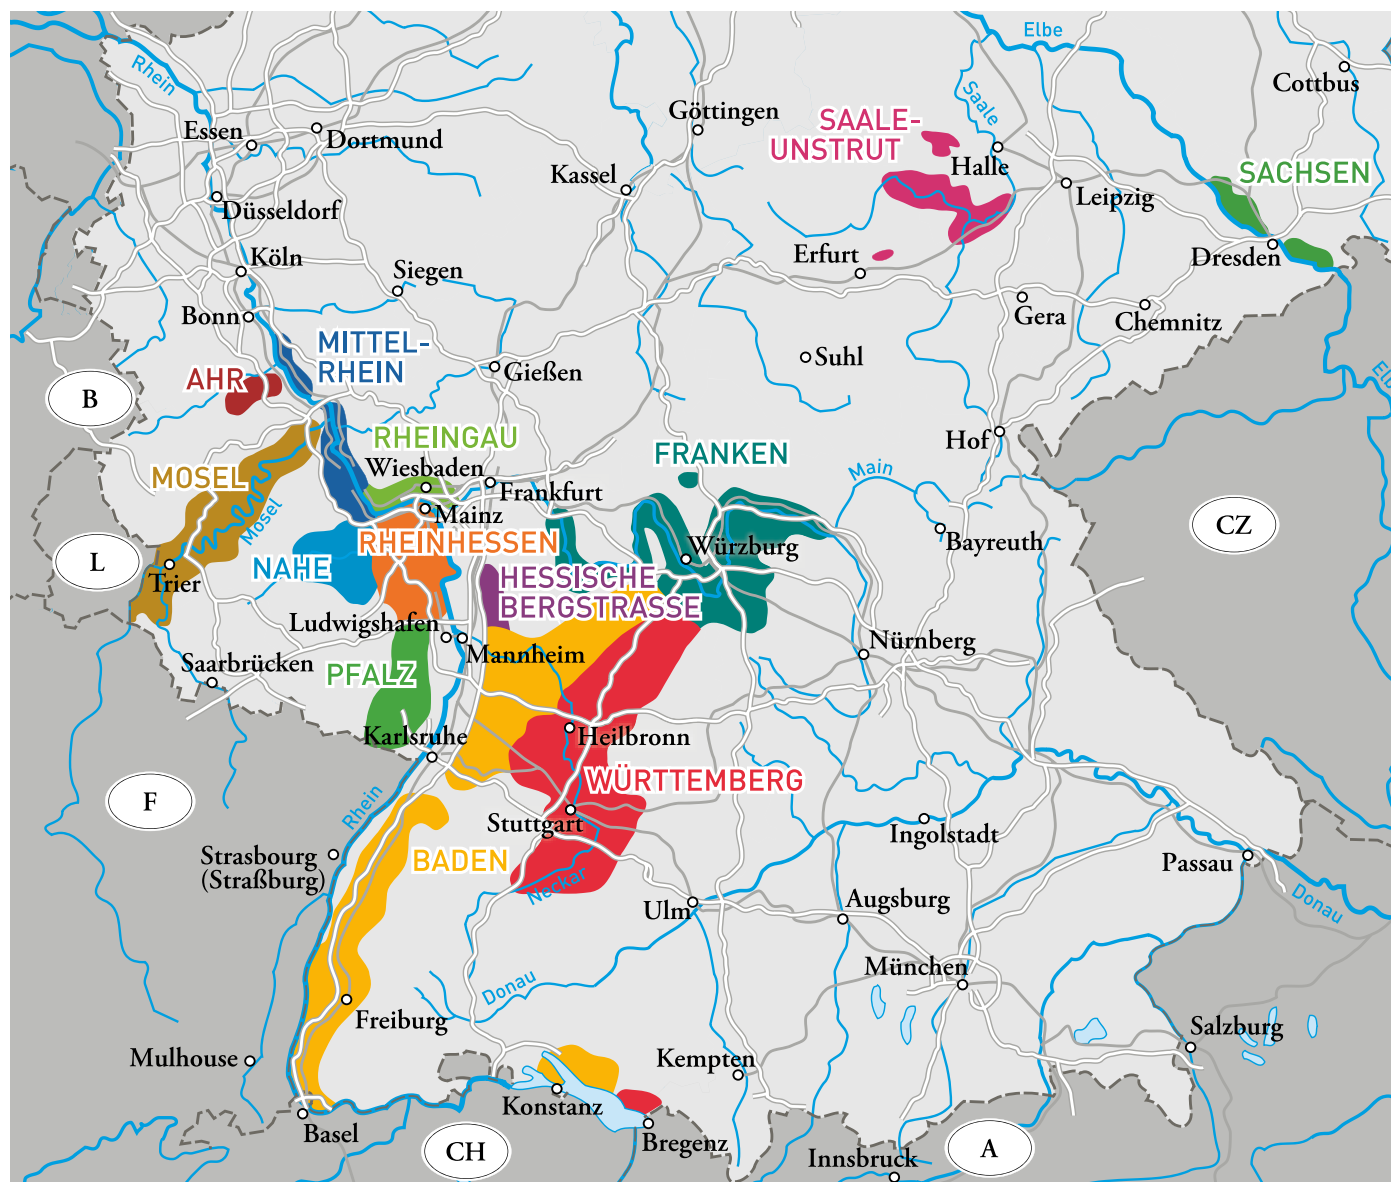 Elbe
Rhein
Cottbus
Saale
Göttingen
SAALE-
UNSTRUT
Essen
Dortmund
Halle
Kassel
SACHSEN
Leipzig
Düsseldorf
Köln
Erfurt
Dresden
Siegen
Bonn
Gera
Chemnitz
MITTEL-
RHEIN
Suhl
AHR
Gießen
B
Hof
RHEINGAU
FRANKEN
Wiesbaden
Main
MOSEL
Frankfurt
Mainz
Mosel
CZ
RHEINHESSEN
Würzburg
Bayreuth
L
NAHE
Trier
HESSISCHE
BERGSTRASSE
Ludwigshafen
Nürnberg
Mannheim
Saarbrücken
PFALZ
Karlsruhe
Heilbronn
WÜRTTEMBERG
F
Rhein
Stuttgart
Ingolstadt
Strasbourg
(Straßburg)
BADEN
Passau
Neckar
Ulm
Augsburg
Donau
München
Donau
Freiburg
Salzburg
Mulhouse
Kempten
Konstanz
Basel
Bregenz
CH
Innsbruck
A